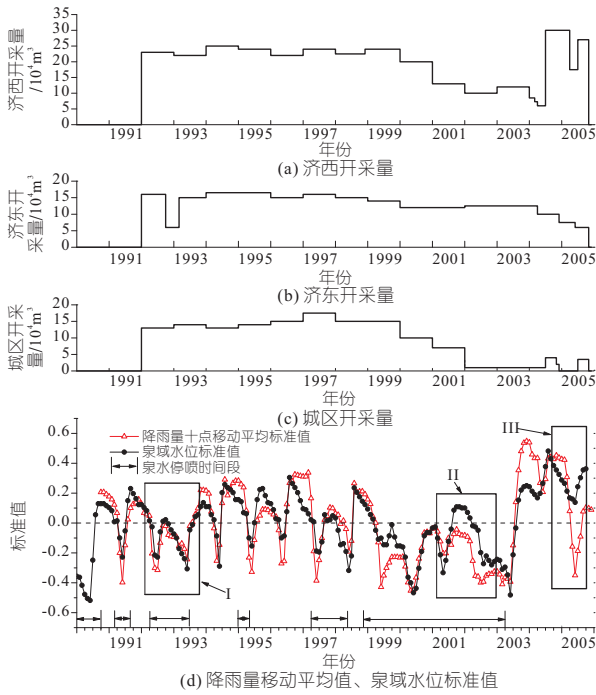 济西开采量
/10⁴m³
35
30
25
20
15
10
5
0
1991 1993 1995 1997 1999 2001 2003 2005
年份
(a) 济西开采量
济东开
采量/10⁴m³
20
15
10
5
0
1991 1993 1995 1997 1999 2001 2003 2005
年份
(b) 济东开采量
城区开采
量/10⁴m³
20
15
10
5
0
1991 1993 1995 1997 1999 2001 2003 2005
年份
(c) 城区开采量
标准值
0.6
0.4
0.2
0.0
-0.2
-0.4
-0.6
降雨量十点移动平均标准值
泉域水位标准值
泉水停喷时间段
I
II
III
1991 1993 1995 1997 1999 2001 2003 2005
年份
(d) 降雨量移动平均值、泉域水位标准值